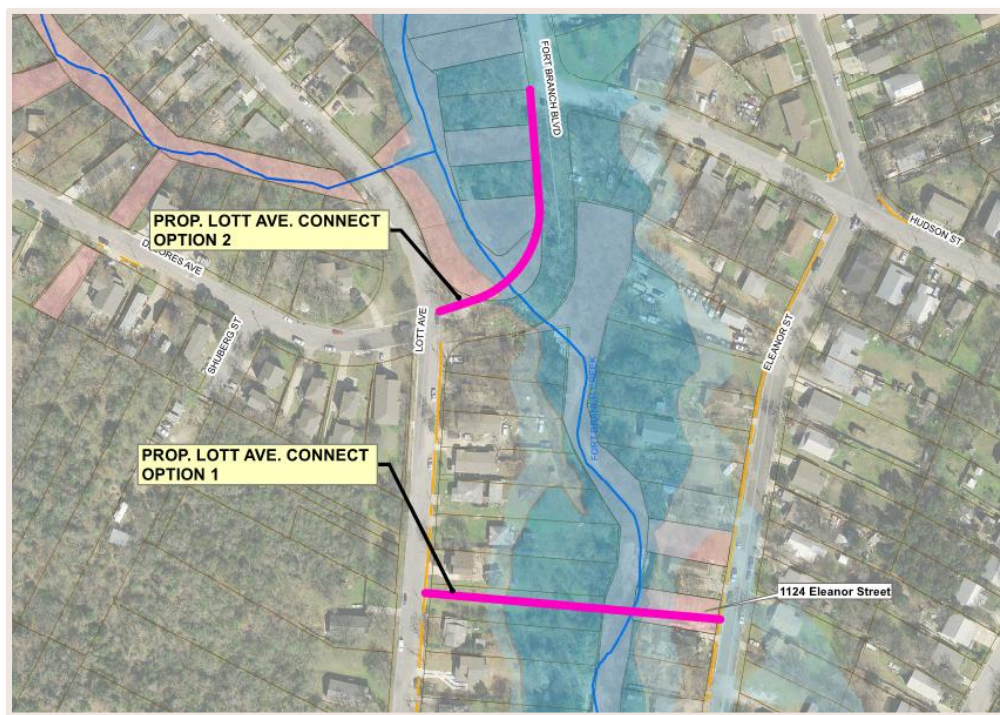 FORT BRANCH BLVD
PROP. LOTT AVE. CONNECT
OPTION 2
HUDSON ST
DELORES AVE
SHUBERG ST
LOTT AVE
ELEANOR ST
FORT BRANCH CREEK
PROP. LOTT AVE. CONNECT
OPTION 1
1124 Eleanor Street